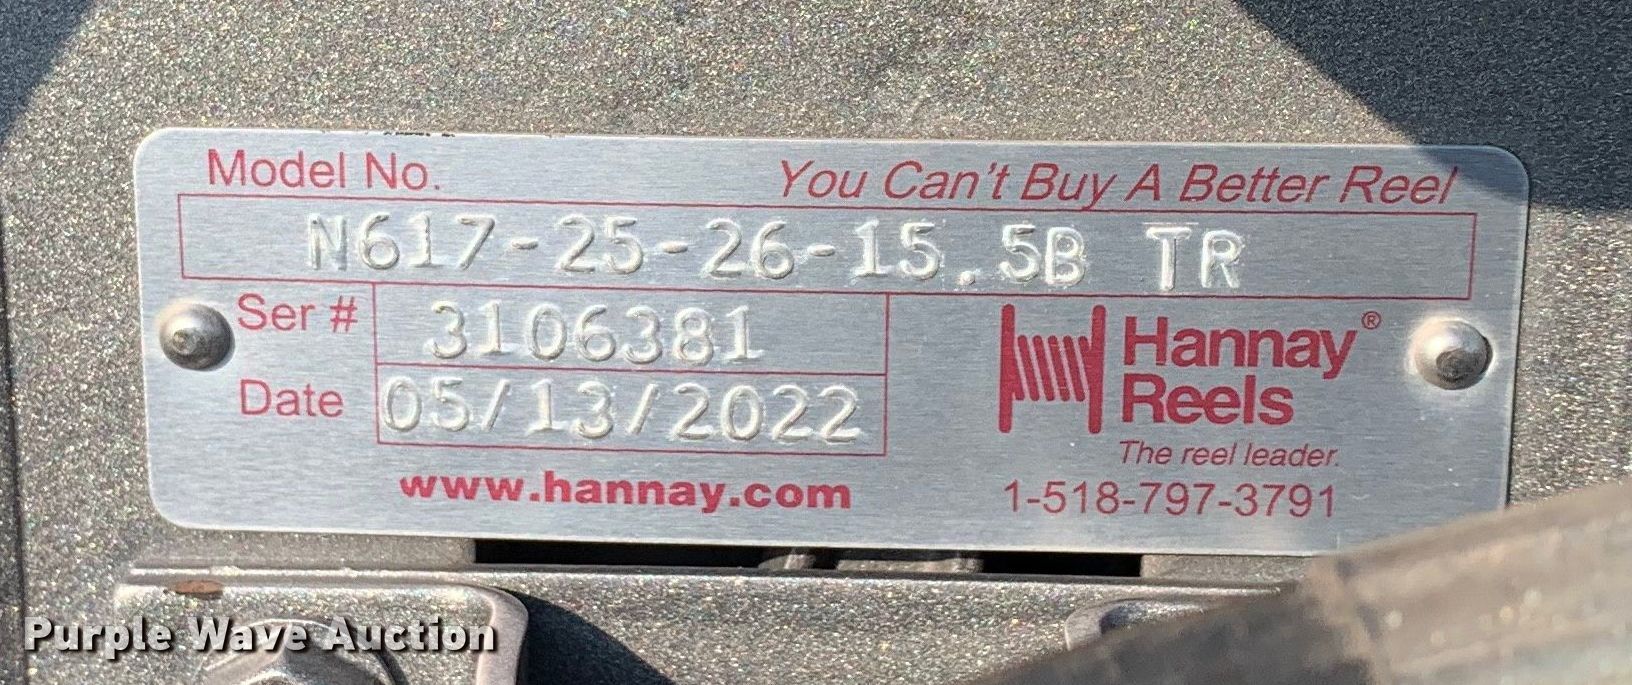 Model No.
You Can't Buy A Better Reel
N617-25-26-15.5B TR
Ser # 3106381
Date 05/13/2022
www.hannay.com
Hannay®
Reels
The reel leader.
1-518-797-3791
Purple Wave Auction